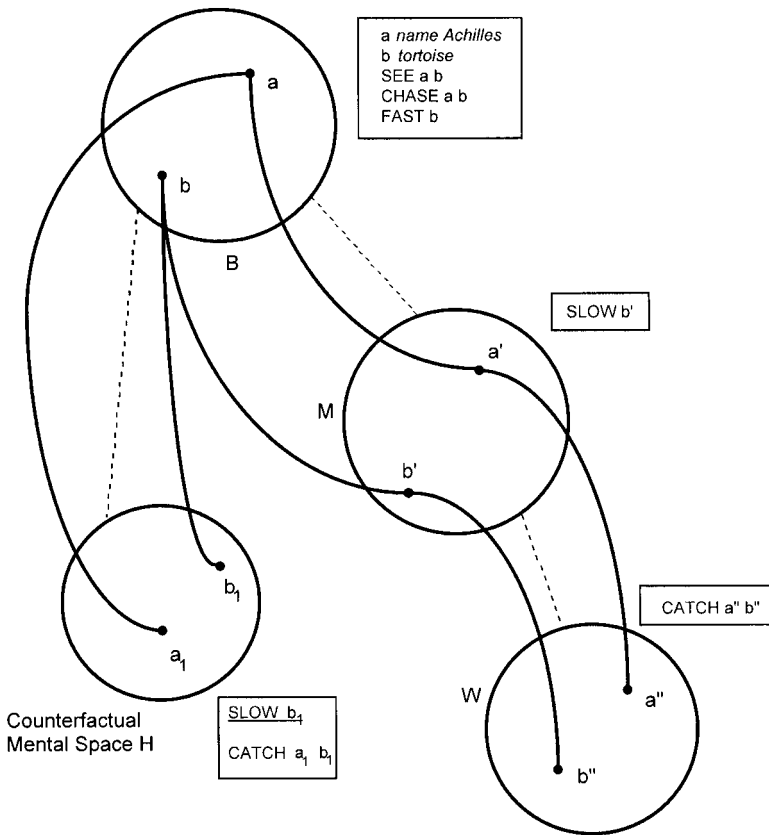 a name Achilles
b tortoise
SEE a b
CHASE a b
FAST b
a
b
B
SLOW b'
a'
M
b'
b₁
a₁
CATCH a" b"
W
a"
b"
Counterfactual
Mental Space H
SLOW b₁
CATCH a₁ b₁